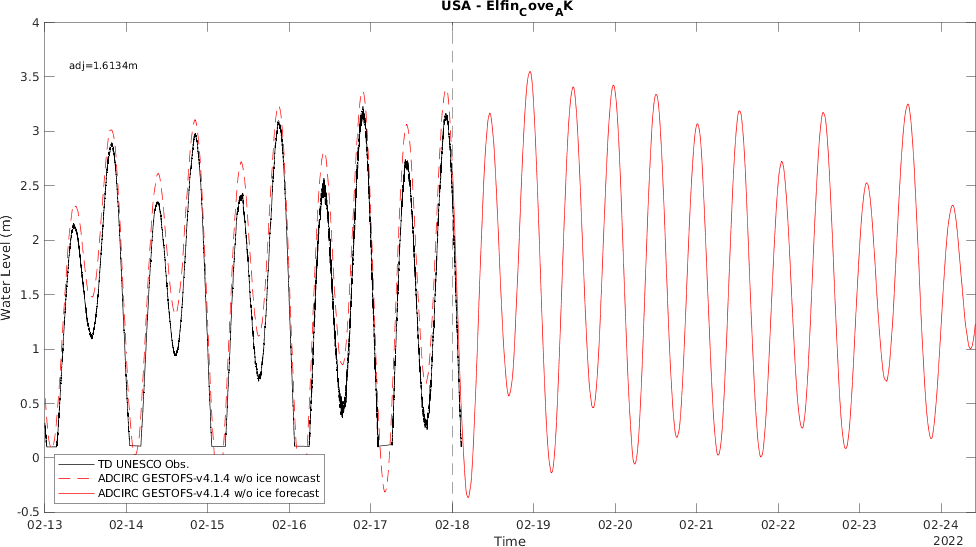 USA - ElfinCoveAK
adj=1.6134m
4
3.5
3
2.5
2
1.5
1
0.5
0
-0.5
Water Level (m)
TD UNESCO Obs.
ADCIRC GESTOFS-v4.1.4 w/o ice nowcast
ADCIRC GESTOFS-v4.1.4 w/o ice forecast
02-13 02-14 02-15 02-16 02-17 02-18 02-19 02-20 02-21 02-22 02-23 02-24
Time
2022